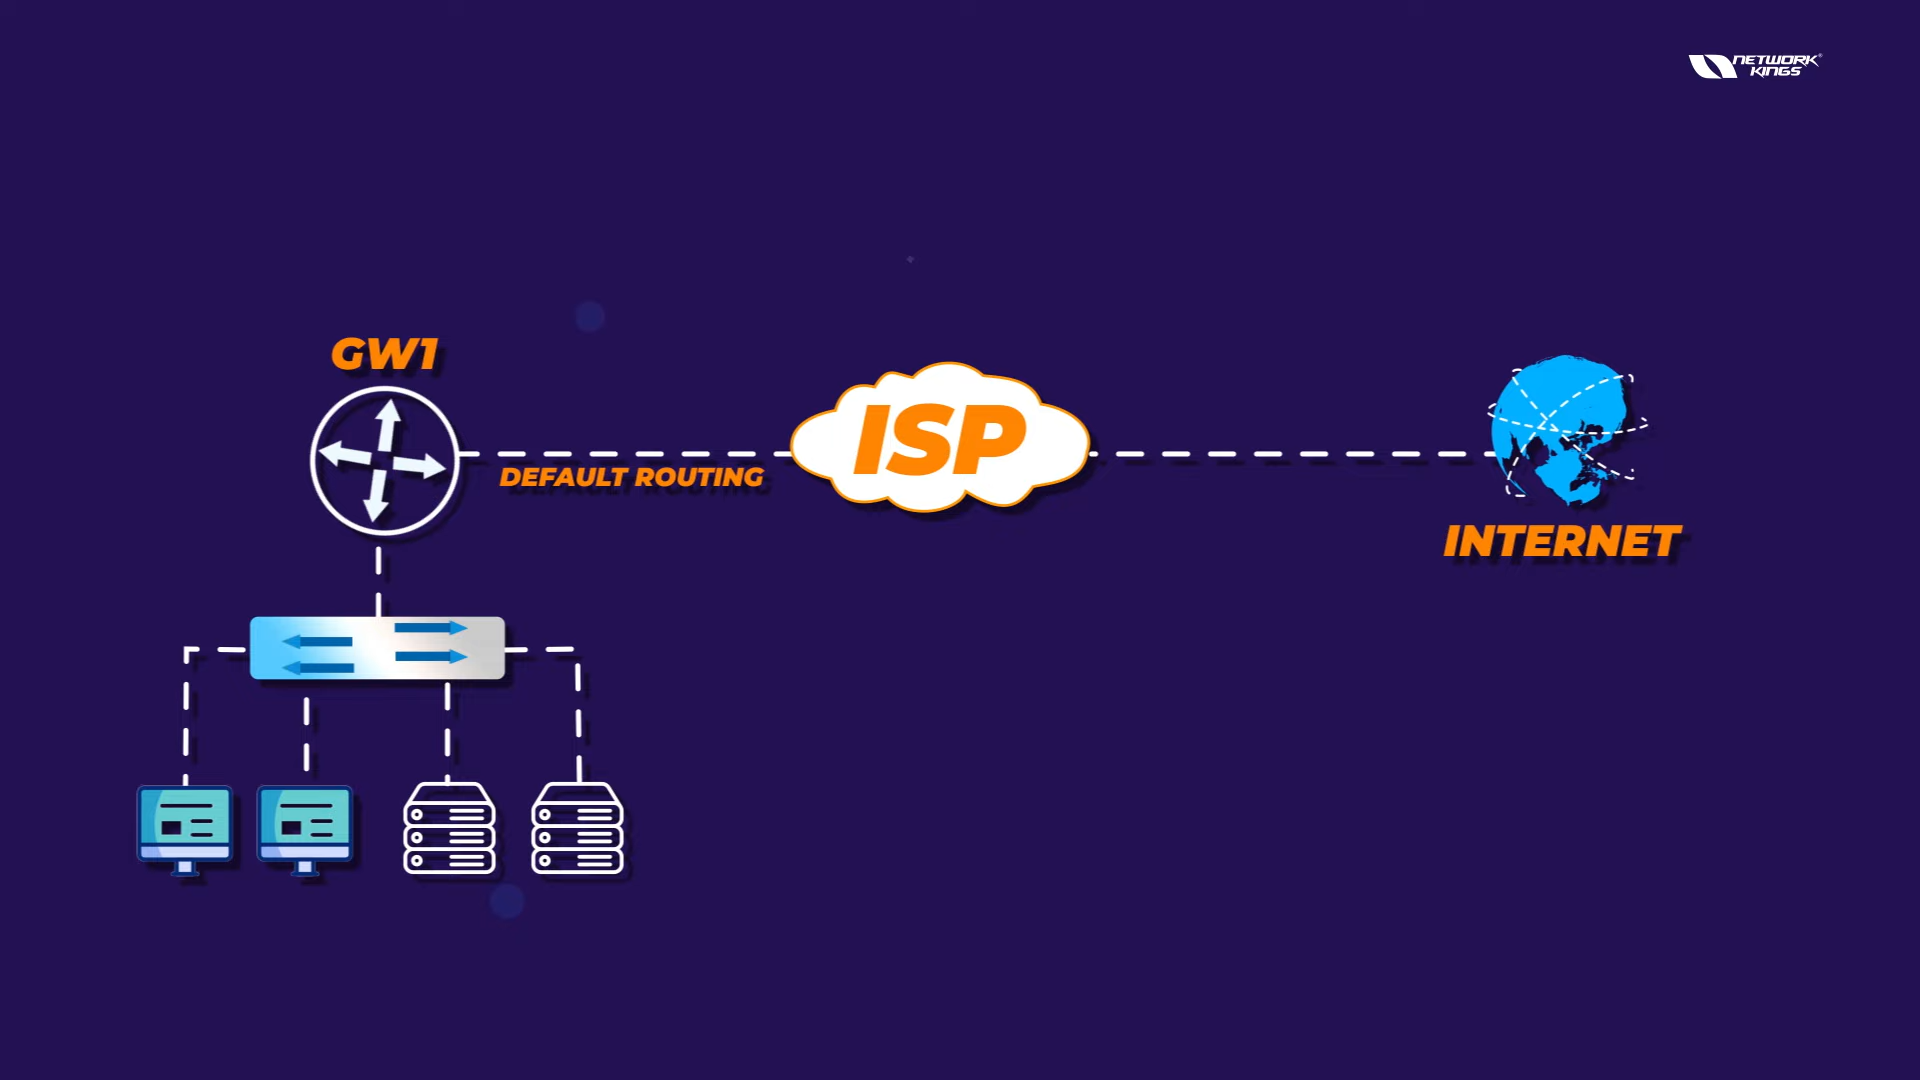 NETWORK
KINGS
GW1
ISP
DEFAULT ROUTING
INTERNET